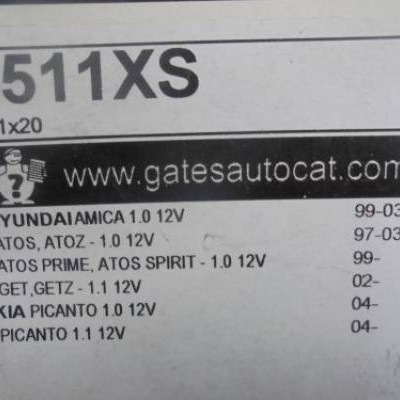 511XS
1x20
? www.gatesautocat.com
YUNDAI AMICA 1.0 12V 99-03
ATOS, ATOZ - 1.0 12V 97-03
ATOS PRIME, ATOS SPIRIT - 1.0 12V 99-
GET,GETZ - 1.1 12V 02-
KIA PICANTO 1.0 12V 04-
PICANTO 1.1 12V 04-